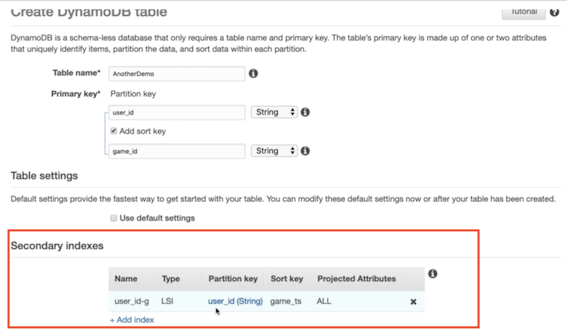 Create DynamoDB table
Tutorial
DynamoDB is a schema-less database that only requires a table name and primary key. The table's primary key is made up of one or two attributes
that uniquely identify items, partition the data, and sort data within each partition.
Table name* AnotherDemo
Primary key* Partition key
user_id String
Add sort key
game_id String
Table settings
Default settings provide the fastest way to get started with your table. You can modify these default settings now or after your table has been created.
Use default settings
Secondary indexes
Name Type Partition key Sort key Projected Attributes
user_id-g LSI user_id (String) game_ts ALL
+ Add index